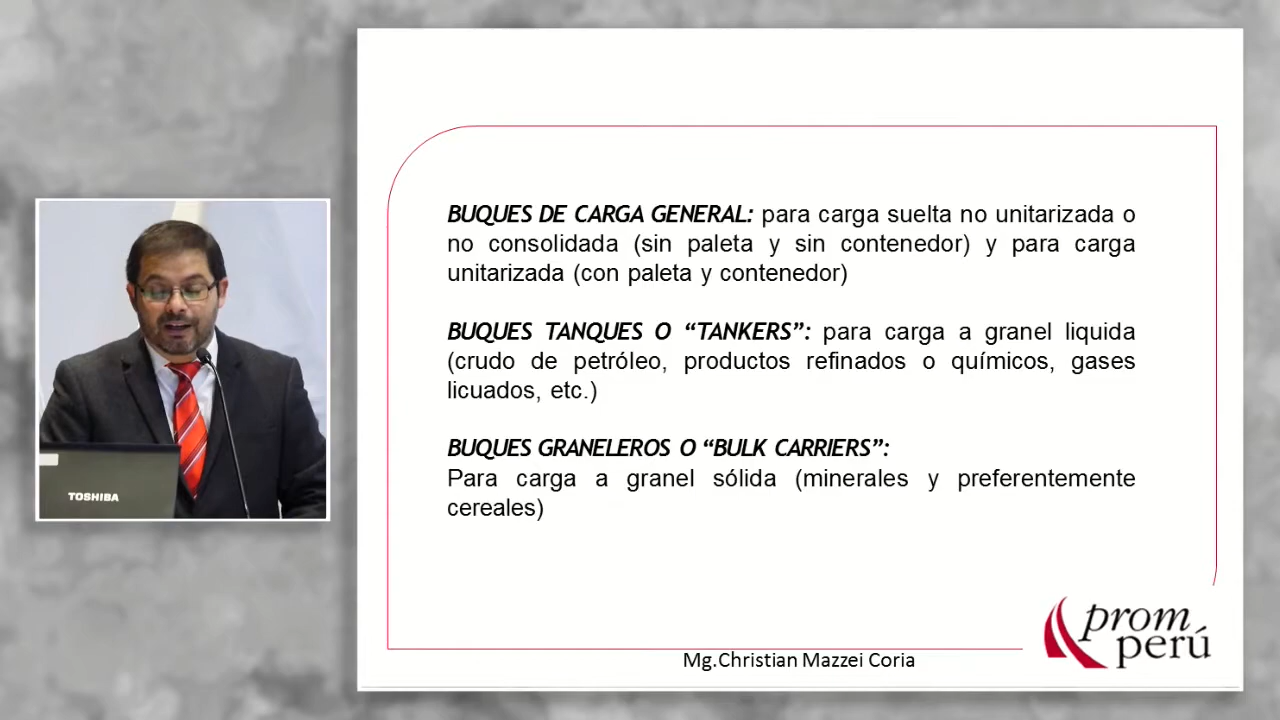 BUQUES DE CARGA GENERAL: para carga suelta no unitarizada o
no consolidada (sin paleta y sin contenedor) y para carga
unitarizada (con paleta y contenedor)
BUQUES TANQUES O “TANKERS”: para carga a granel liquida
(crudo de petróleo, productos refinados o químicos, gases
licuados, etc.)
BUQUES GRANELEROS O “BULK CARRIERS”:
Para carga a granel sólida (minerales y preferentemente
cereales)
TOSHIBA
prom
perú
Mg.Christian Mazzei Coria